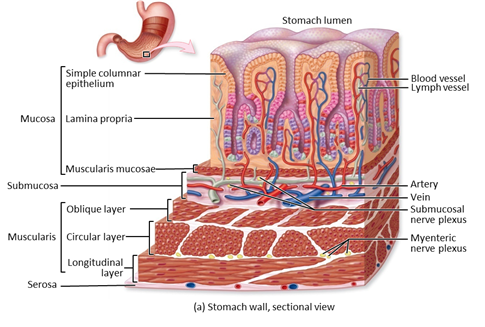 Stomach lumen
Simple columnar
epithelium
Mucosa
Lamina propria
Muscularis mucosae
Submucosa
Oblique layer
Muscularis
Circular layer
Longitudinal
layer
Serosa
Blood vessel
Lymph vessel
Artery
Vein
Submucosal
nerve plexus
Myenteric
nerve plexus
(a) Stomach wall, sectional view